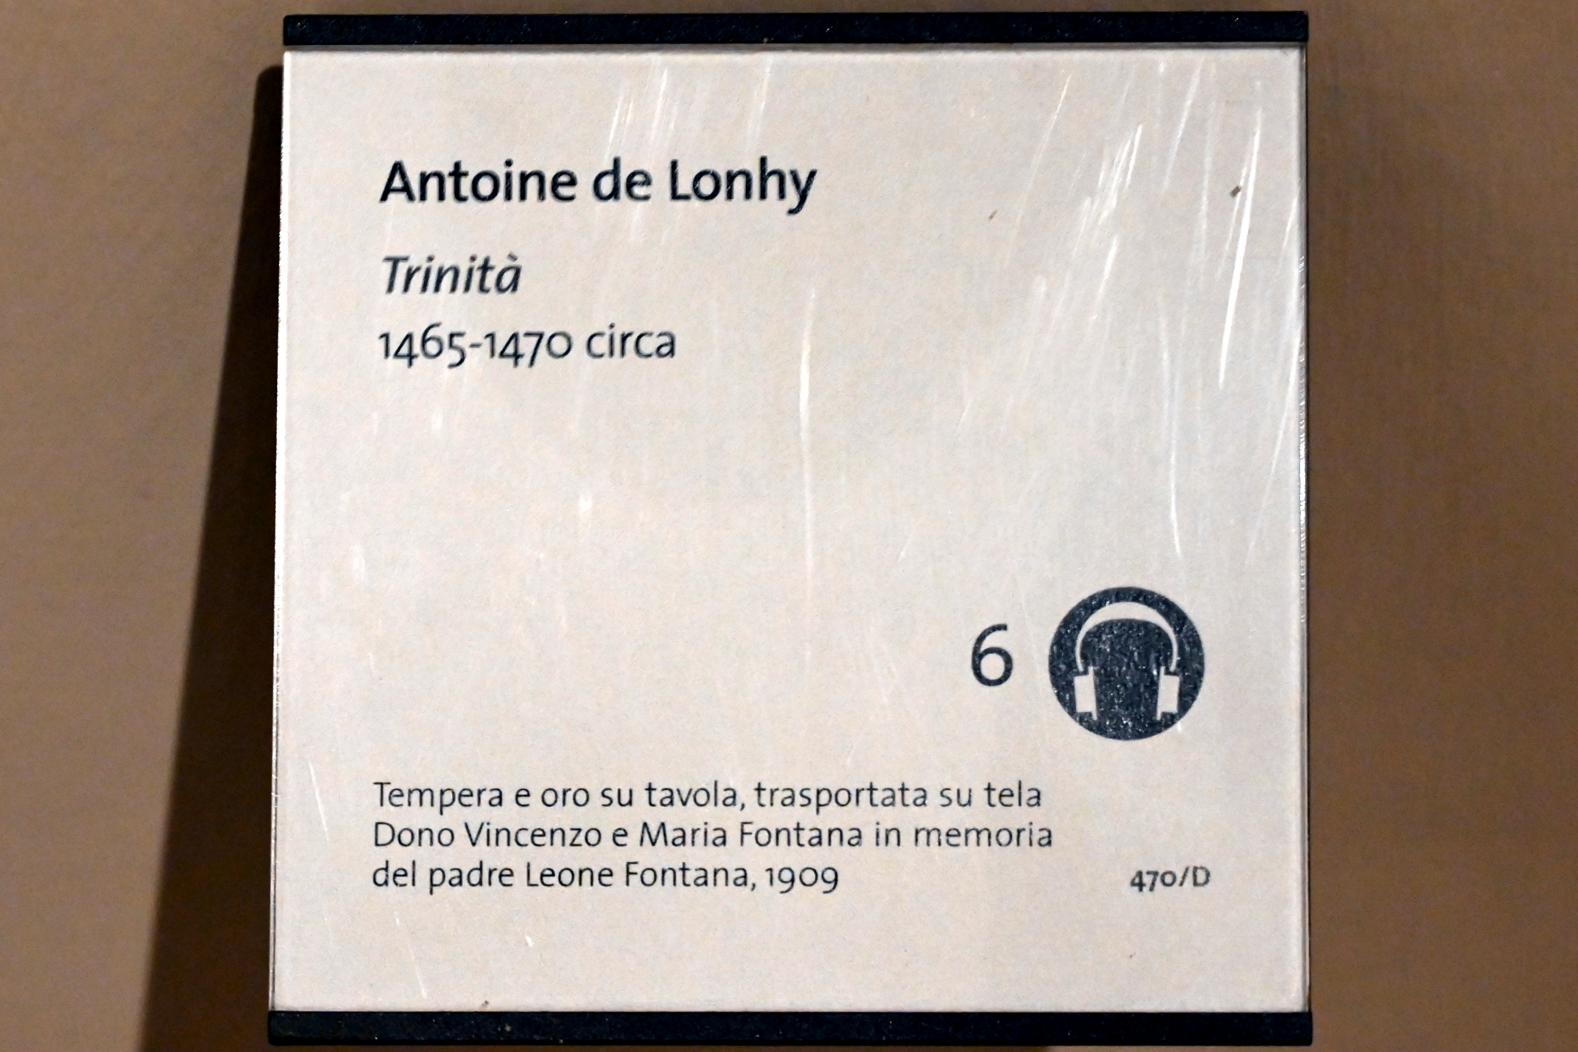 Antoine de Lonhy
Trinità
1465-1470 circa
6
Tempera e oro su tavola, trasportata su tela
Dono Vincenzo e Maria Fontana in memoria
del padre Leone Fontana, 1909
470/D